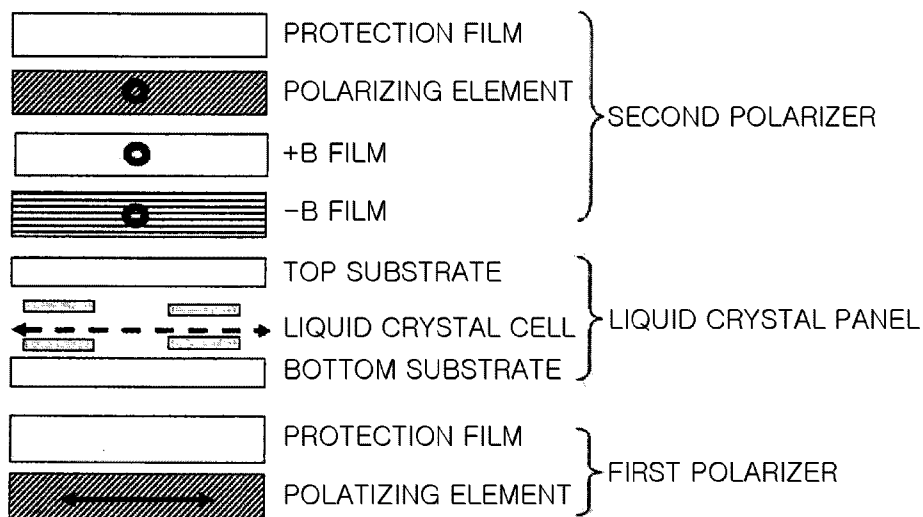 PROTECTION FILM
POLARIZING ELEMENT
SECOND POLARIZER
+B FILM
-B FILM
TOP SUBSTRATE
LIQUID CRYSTAL CELL
LIQUID CRYSTAL PANEL
BOTTOM SUBSTRATE
PROTECTION FILM
FIRST POLARIZER
POLATIZING ELEMENT